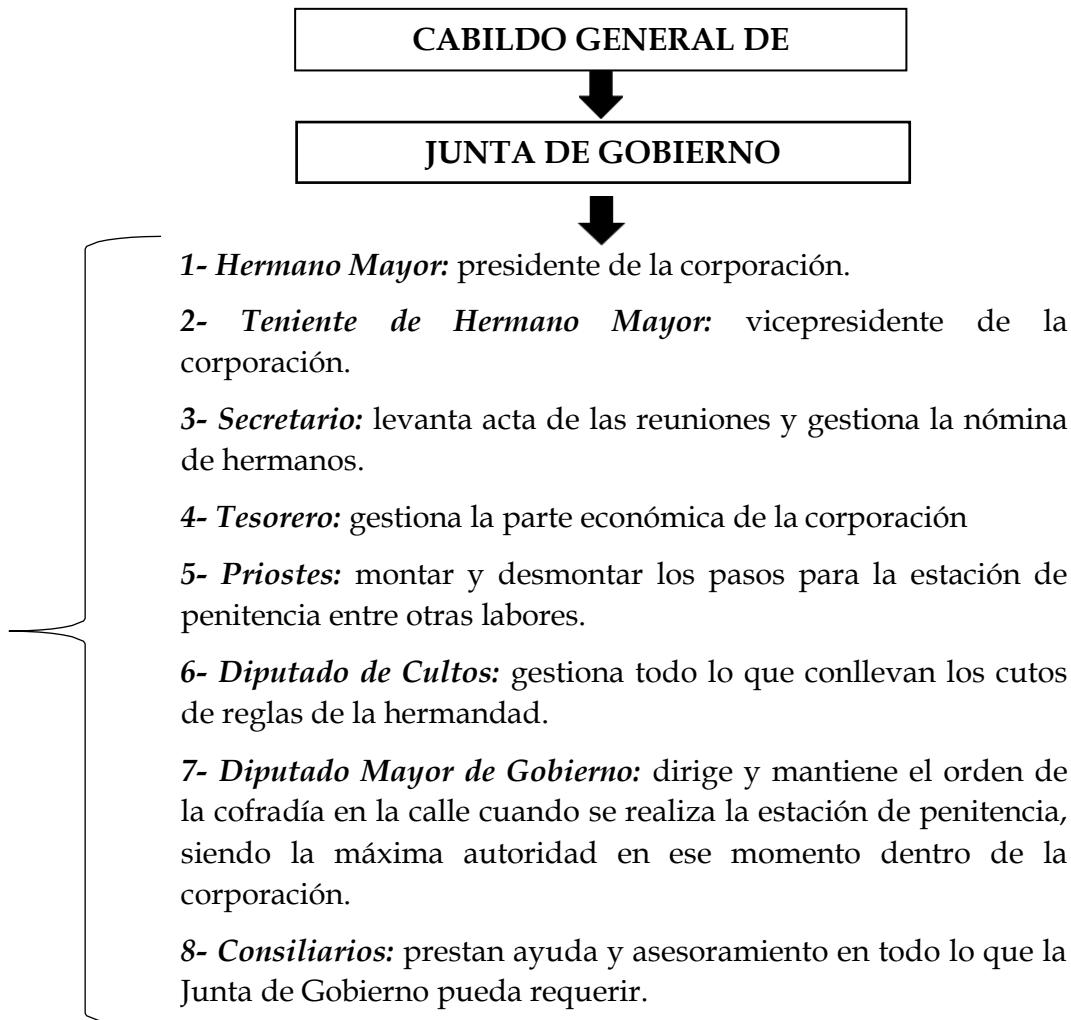 CABILDO GENERAL DE
JUNTA DE GOBIERNO
1- Hermano Mayor: presidente de la corporación.
2- Teniente de Hermano Mayor: vicepresidente de la
corporación.
3- Secretario: levanta acta de las reuniones y gestiona la nómina
de hermanos.
4- Tesorero: gestiona la parte económica de la corporación
5- Priostes: montar y desmontar los pasos para la estación de
penitencia entre otras labores.
6- Diputado de Cultos: gestiona todo lo que conllevan los cutos
de reglas de la hermandad.
7- Diputado Mayor de Gobierno: dirige y mantiene el orden de
la cofradía en la calle cuando se realiza la estación de penitencia,
siendo la máxima autoridad en ese momento dentro de la
corporación.
8- Consiliarios: prestan ayuda y asesoramiento en todo lo que la
Junta de Gobierno pueda requerir.